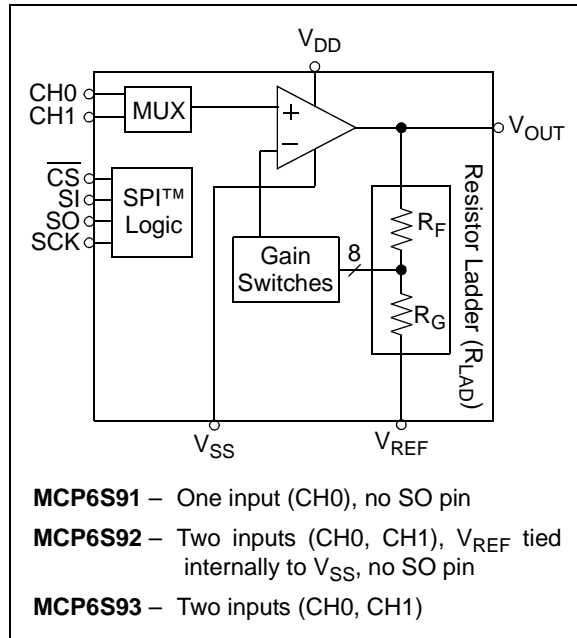 V_DD
CH0
CH1
MUX
+
−
V_OUT
CS
SI
SO
SCK
SPI™
Logic
Gain
Switches
8
R_F
R_G
Resistor Ladder (R_LAD)
V_SS
V_REF
MCP6S91 – One input (CH0), no SO pin
MCP6S92 – Two inputs (CH0, CH1), V_REF tied
internally to V_SS, no SO pin
MCP6S93 – Two inputs (CH0, CH1)